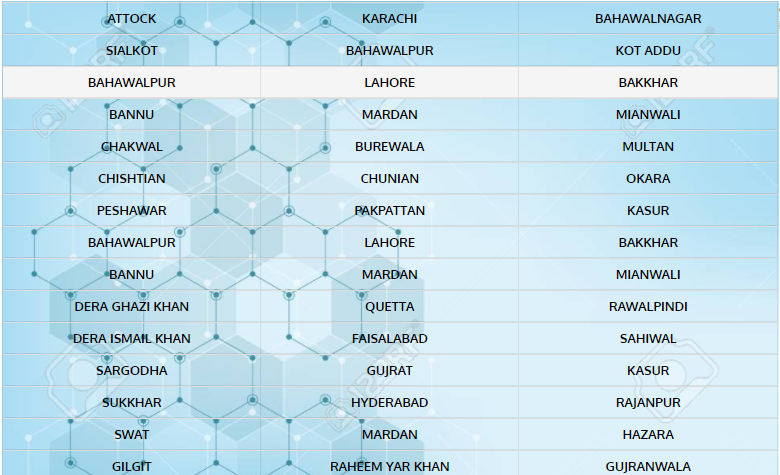 ATTOCK KARACHI BAHAWALNAGAR
SIALKOT BAHAWALPUR KOT ADDU
BAHAWALPUR LAHORE BAKKHAR
BANNU MARDAN MIANWALI
CHAKWAL BUREWALA MULTAN
CHISHTIAN CHUNIAN OKARA
PESHAWAR PAKPATTAN KASUR
BAHAWALPUR LAHORE BAKKHAR
BANNU MARDAN MIANWALI
DERA GHAZI KHAN QUETTA RAWALPINDI
DERA ISMAIL KHAN FAISALABAD SAHIWAL
SARGODHA GUJRAT KASUR
SUKKHAR HYDERABAD RAJANPUR
SWAT MARDAN HAZARA
GILGIT RAHEEM YAR KHAN GUJRANWALA